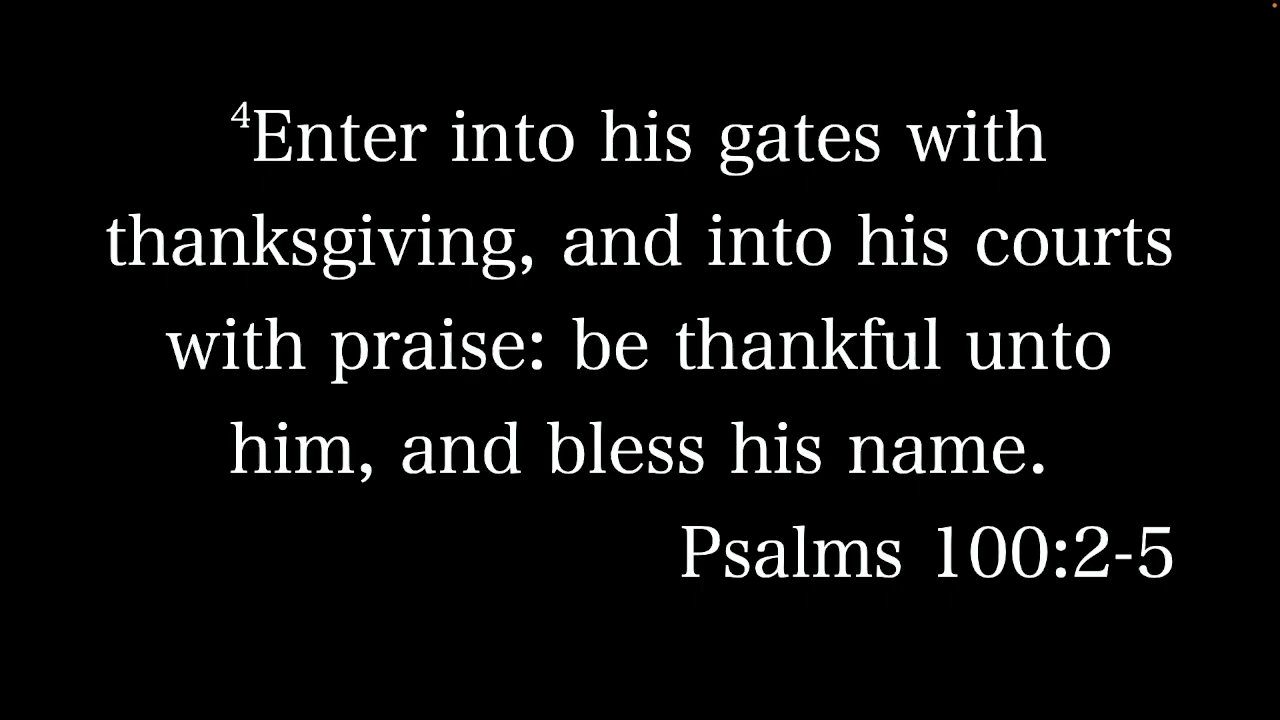 ⁴Enter into his gates with
thanksgiving, and into his courts
with praise: be thankful unto
him, and bless his name.
Psalms 100:2-5